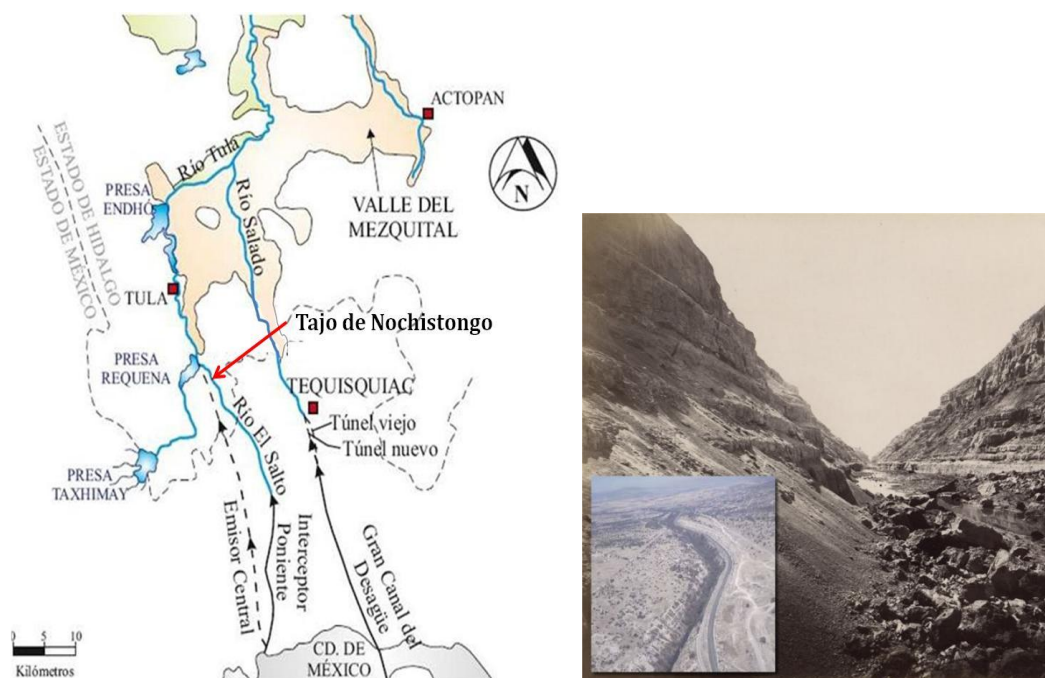 ACTOPAN
Río Tula
ESTADO DE HIDALGO
ESTADO DE MÉXICO
PRESA
ENDHÓ
Río Salado
VALLE DEL
MEZQUITAL
N
TULA
Tajo de Nochistongo
PRESA
REQUENA
TEQUISQUIAC
Río El Salto
Túnel viejo
Túnel nuevo
PRESA
TAXHIMAY
Emisor Central
Interceptor
Poniente
Gran Canal del
Desagüe
0 5 10
Kilómetros
CD. DE
MÉXICO